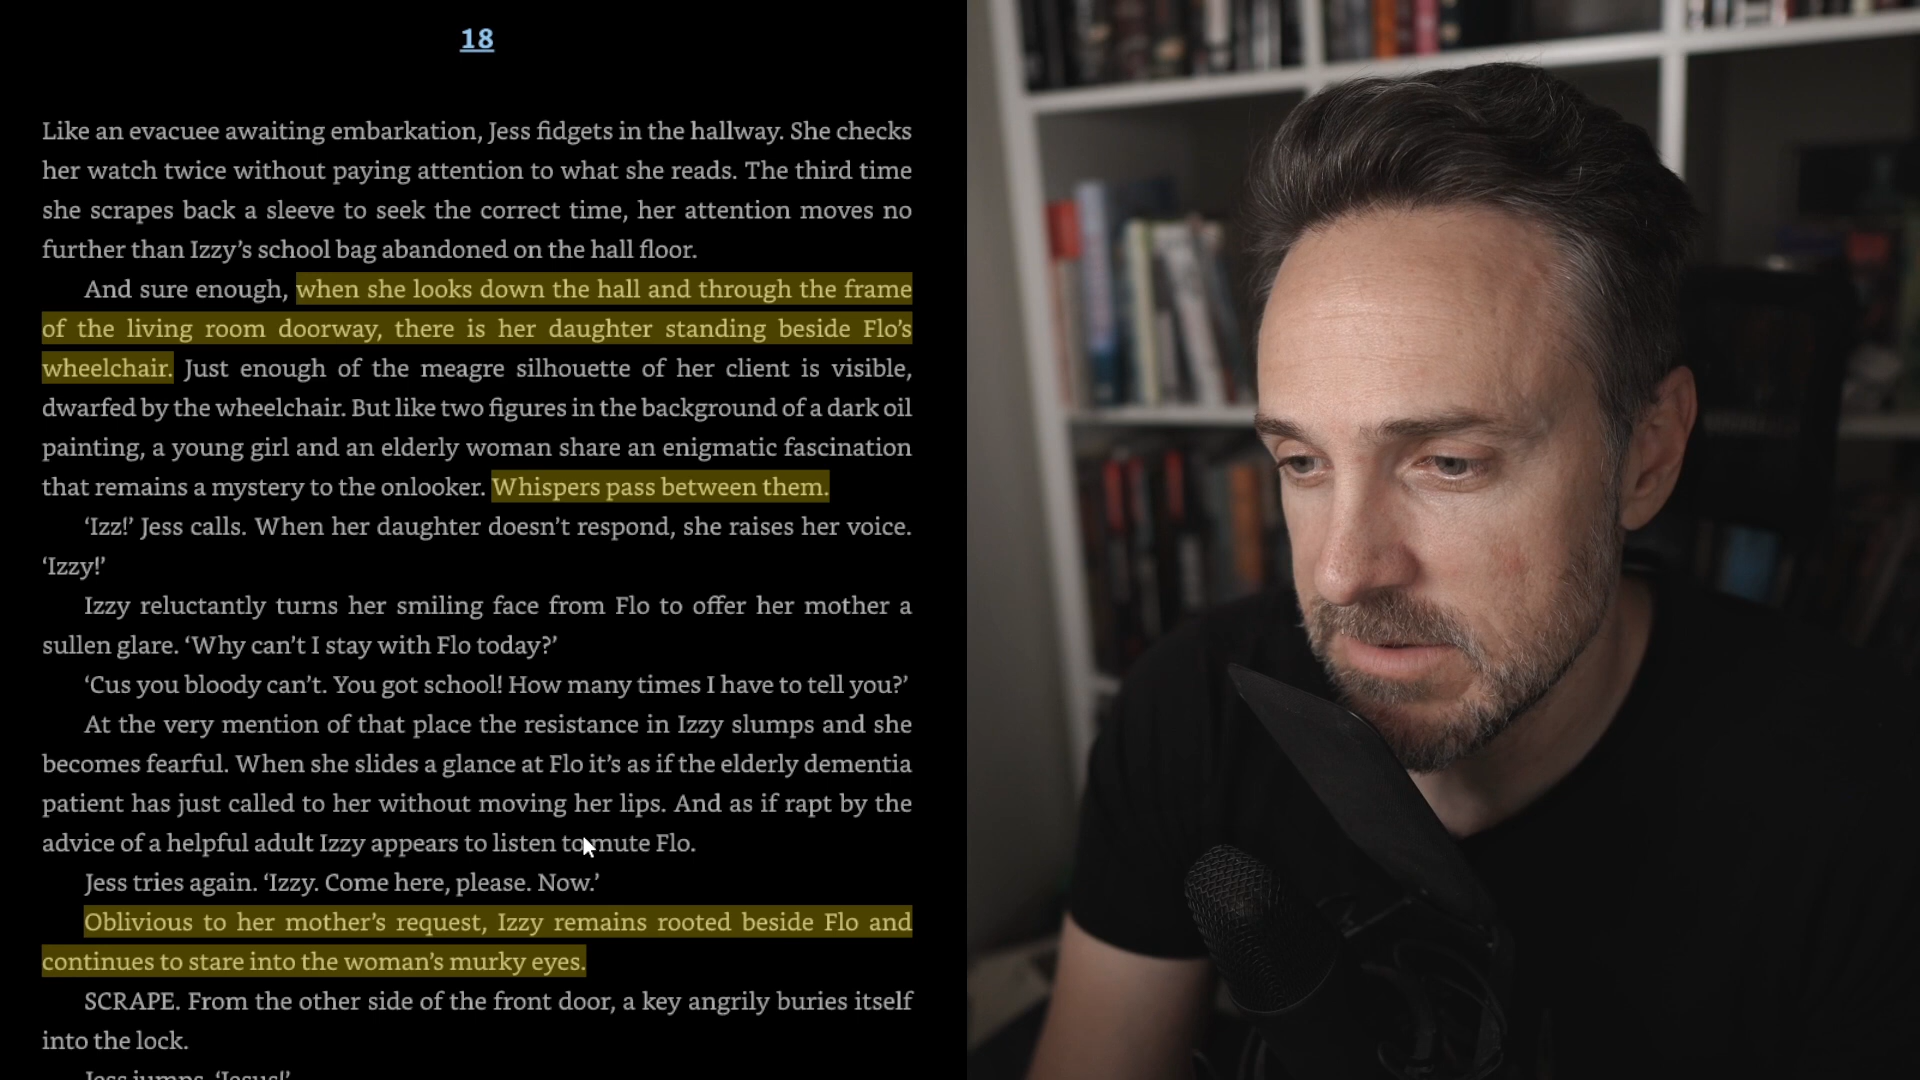 18
Like an evacuee awaiting embarkation, Jess fidgets in the hallway. She checks
her watch twice without paying attention to what she reads. The third time
she scrapes back a sleeve to seek the correct time, her attention moves no
further than Izzy’s school bag abandoned on the hall floor.
And sure enough, when she looks down the hall and through the frame
of the living room doorway, there is her daughter standing beside Flo’s
wheelchair. Just enough of the meagre silhouette of her client is visible,
dwarfed by the wheelchair. But like two figures in the background of a dark oil
painting, a young girl and an elderly woman share an enigmatic fascination
that remains a mystery to the onlooker. Whispers pass between them.
‘Izz!’ Jess calls. When her daughter doesn’t respond, she raises her voice.
‘Izzy!’
Izzy reluctantly turns her smiling face from Flo to offer her mother a
sullen glare. ‘Why can’t I stay with Flo today?’
‘Cus you bloody can’t. You got school! How many times I have to tell you?’
At the very mention of that place the resistance in Izzy slumps and she
becomes fearful. When she slides a glance at Flo it’s as if the elderly dementia
patient has just called to her without moving her lips. And as if rapt by the
advice of a helpful adult Izzy appears to listen to mute Flo.
Jess tries again. ‘Izzy. Come here, please. Now.’
Oblivious to her mother’s request, Izzy remains rooted beside Flo and
continues to stare into the woman’s murky eyes.
SCRAPE. From the other side of the front door, a key angrily buries itself
into the lock.
Jess jumps. ‘Jesus!’